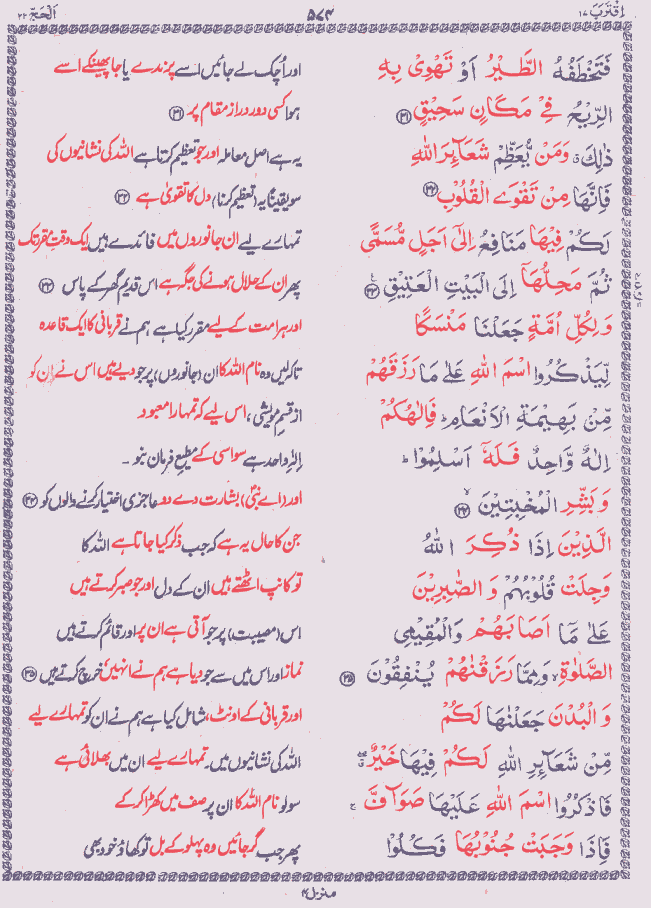 اِقْتَرَبَ ١٧
٥٧٣
اَلْحَجّ ٢٢
فَتَخْطَفُهُ الطَّيْرُ اَوْ تَهْوِىْ بِهِ
اور اُچک لے جائیں اسے پرندے یا جا پھینکے اسے
الرِّيْحُ فِىْ مَكَانٍ سَحِيْقٍ ﴿٣١﴾
ہوا کسی دور دراز مقام پر ﴿٣١﴾
ذٰلِكَ ۗ وَمَنْ يُّعَظِّمْ شَعَآئِرَ اللّٰهِ
یہ ہے اصل معاملہ اور جو تعظیم کرتا ہے اللہ کی نشانیوں کی
فَاِنَّهَا مِنْ تَقْوَى الْقُلُوْبِ ﴿٣٢﴾
سو یقیناً یہ (تعظیم کرنا) دل کا تقویٰ ہے ﴿٣٢﴾
لَكُمْ فِيْهَا مَنَافِعُ اِلٰٓى اَجَلٍ مُّسَمًّى
تمہارے لیے ان جانوروں میں فائدے ہیں ایک وقتِ مقرر تک
ثُمَّ مَحِلُّهَآ اِلَى الْبَيْتِ الْعَتِيْقِ ﴿٣٣﴾
پھر ان کے حلال ہونے کی جگہ ہے اس قدیم گھر کے پاس ﴿٣٣﴾
وَلِكُلِّ اُمَّةٍ جَعَلْنَا مَنْسَكًا
اور ہر امت کے لیے مقرر کیا ہے ہم نے قربانی کا ایک قاعدہ
لِّيَذْكُرُوا اسْمَ اللّٰهِ عَلٰى مَا رَزَقَهُمْ
تاکہ لیں وہ نام اللہ کا ان (جانوروں) پر جو دیے ہیں اس نے ان کو
مِّنْ بَهِيْمَةِ الْاَنْعَامِ ؕ فَاِلٰهُكُمْ
از قسم مویشی، اس لیے کہ تمہارا معبود
اِلٰهٌ وَّاحِدٌ فَلَهٗٓ اَسْلِمُوْا ؕ
الٰہِ واحد ہے سو اسی کے مطیعِ فرمان بنو ۔
وَبَشِّرِ الْمُخْبِتِيْنَ ﴿٣٤﴾
اور (اے نبیؐ) بشارت دے دو عاجزی اختیار کرنے والوں کو ﴿٣٤﴾
الَّذِيْنَ اِذَا ذُكِرَ اللّٰهُ
جن کا حال یہ ہے کہ جب ذکر کیا جاتا ہے اللہ کا
وَجِلَتْ قُلُوْبُهُمْ وَالصّٰبِرِيْنَ
تو کانپ اٹھتے ہیں ان کے دل اور جو صبر کرتے ہیں
عَلٰى مَآ اَصَابَهُمْ وَالْمُقِيْمِى
اس (مصیبت) پر جو آتی ہے ان پر اور قائم کرتے ہیں
الصَّلٰوةِ ۙ وَمِمَّا رَزَقْنٰهُمْ يُنْفِقُوْنَ ﴿٣٥﴾
نماز اور اس میں سے جو دیا ہے ہم نے انہیں، خرچ کرتے ہیں ﴿٣٥﴾
وَالْبُدْنَ جَعَلْنٰهَا لَكُمْ
اور قربانی کے اونٹ، شامل کیا ہے ہم نے ان کو تمہارے لیے
مِّنْ شَعَآئِرِ اللّٰهِ لَكُمْ فِيْهَا خَيْرٌ
اللہ کی نشانیوں میں۔ تمہارے لیے ان میں بھلائی ہے
فَاذْكُرُوا اسْمَ اللّٰهِ عَلَيْهَا صَوَآفَّ ۚ
سو لو نام اللہ کا ان پر صف میں کھڑا کر کے
فَاِذَا وَجَبَتْ جُنُوْبُهَا فَكُلُوْا
پھر جب گر جائیں وہ پہلو کے بل تو کھاؤ خود بھی
منزل ٤